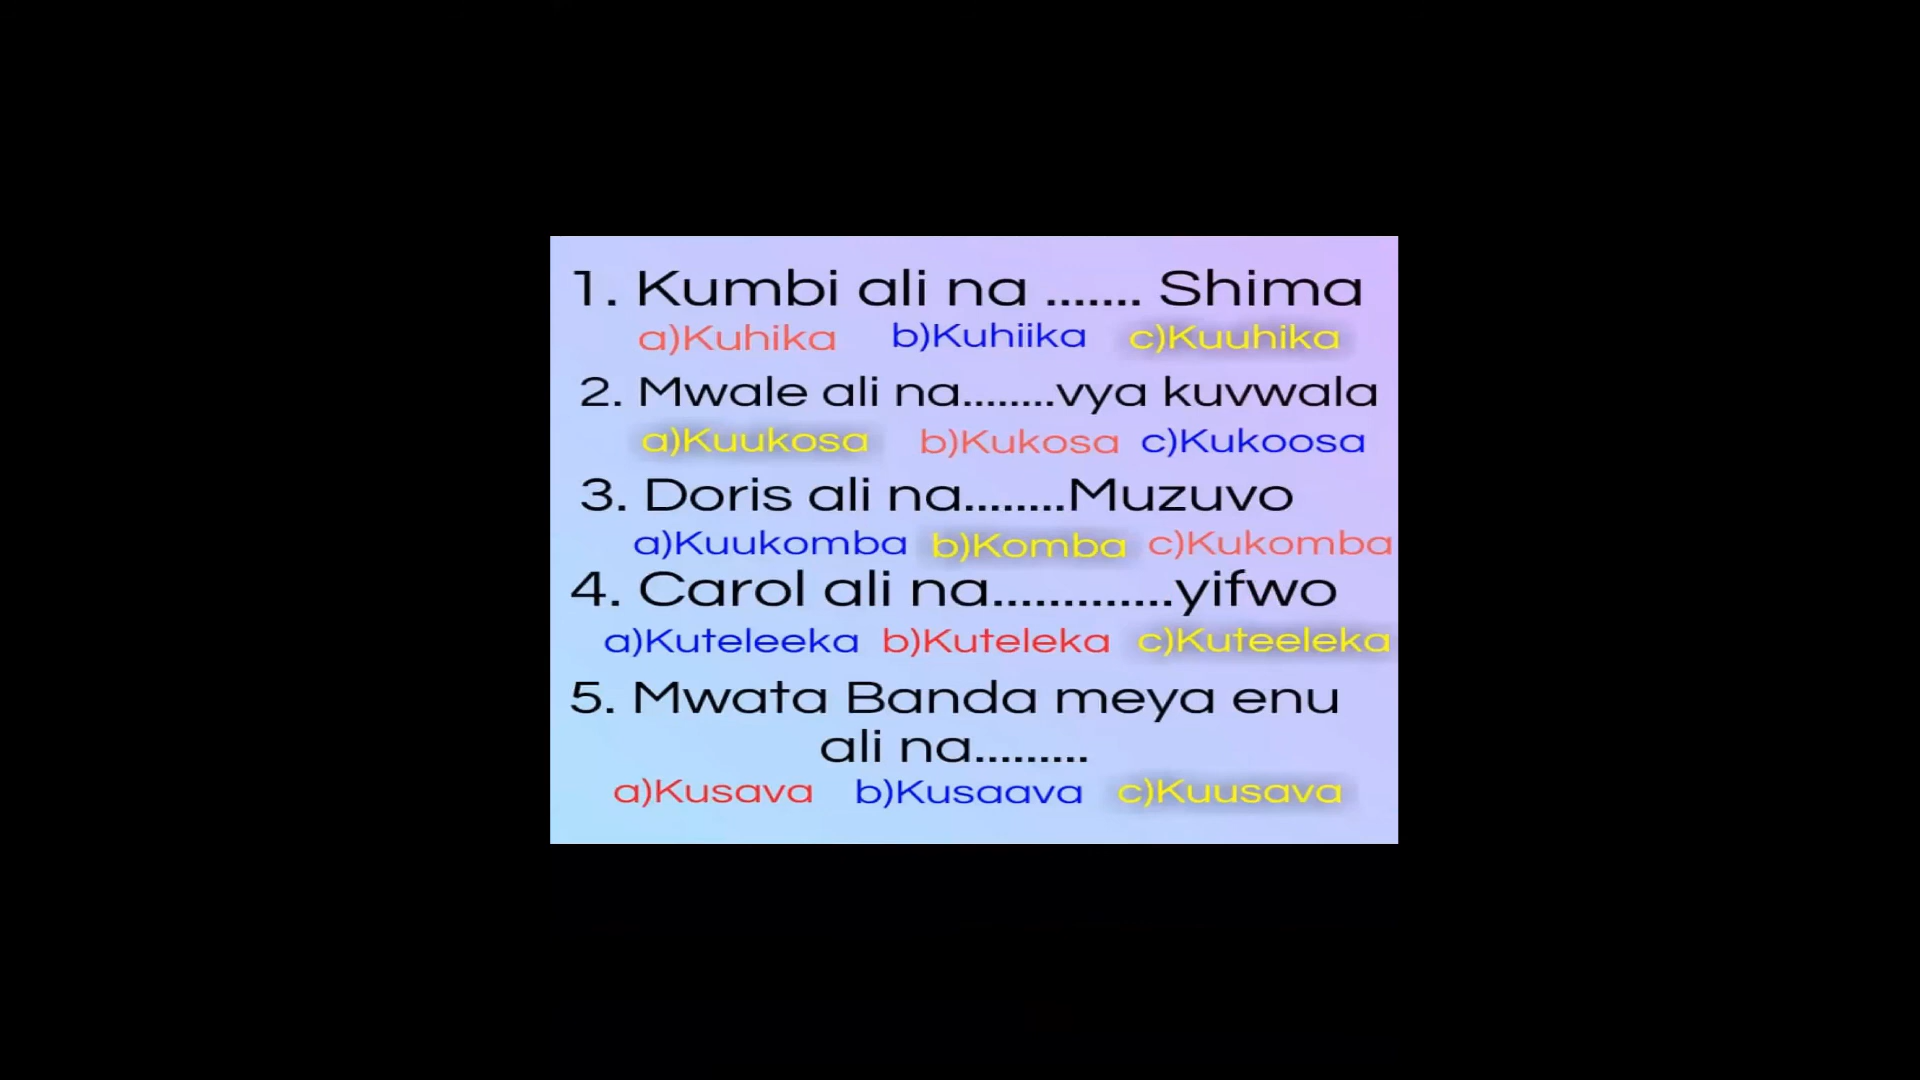 1. Kumbi ali na ....... Shima
a)Kuhika b)Kuhiika c)Kuuhika
2. Mwale ali na........vya kuvwala
a)Kuukosa b)Kukosa c)Kukoosa
3. Doris ali na........Muzuvo
a)Kuukomba b)Komba c)Kukomba
4. Carol ali na.............yifwo
a)Kuteleeka b)Kuteleka c)Kuteeleka
5. Mwata Banda meya enu
ali na.........
a)Kusava b)Kusaava c)Kuusava